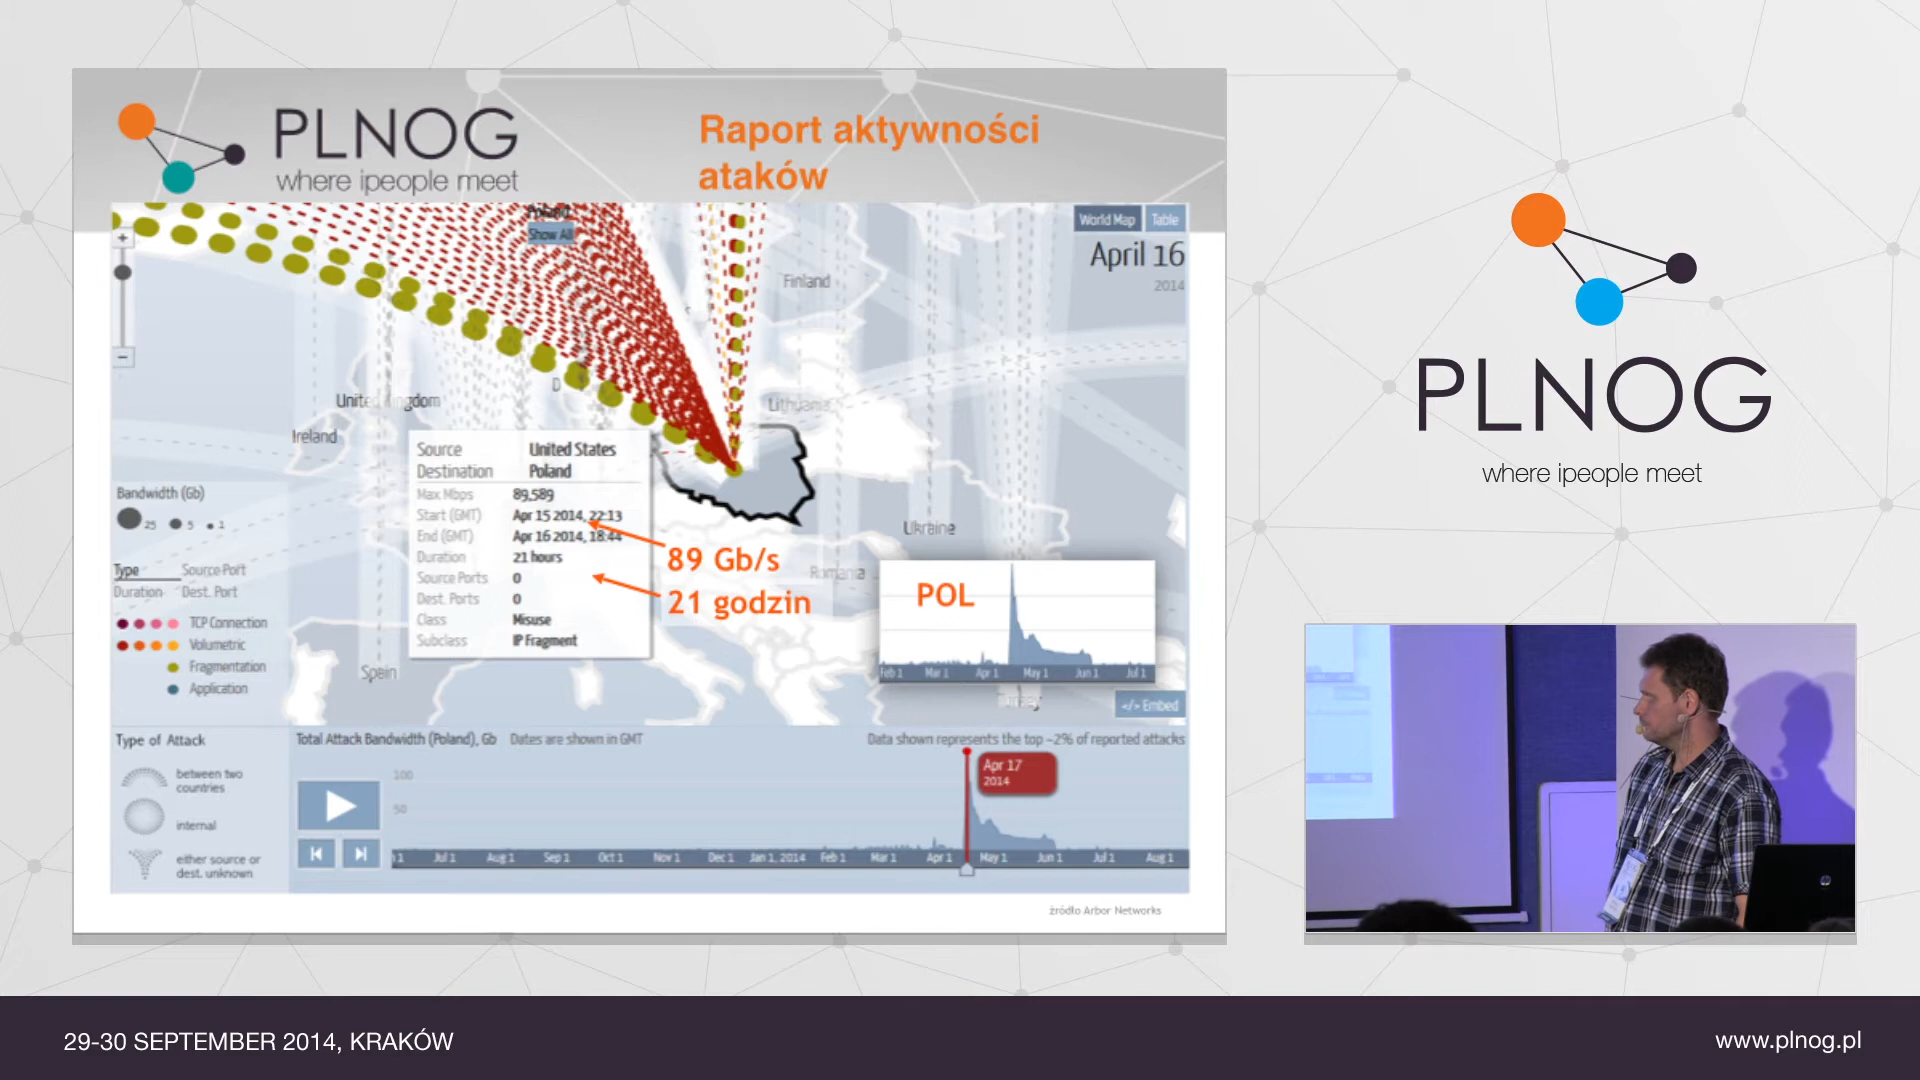 PLNOG
where ipeople meet
Raport aktywności
ataków
Poland
Show All
World Map
Table
April 16
2014
+
−
Finland
United Kingdom
D
Lithuania
Ireland
Source United States
Destination Poland
Max Mbps 89,589
Start (GMT) Apr 15 2014, 22:13
End (GMT) Apr 16 2014, 18:44
Duration 21 hours
Source Ports 0
Dest. Ports 0
Class Misuse
Subclass IP Fragment
89 Gb/s
21 godzin
Ukraine
Romania
Spain
Turkey
POL
Feb 1 Mar 1 Apr 1 May 1 Jun 1 Jul 1
</> Embed
Bandwidth (Gb)
25 5 1
Type Source Port
Duration Dest. Port
TCP Connection
Volumetric
Fragmentation
Application
Type of Attack
between two
countries
internal
either source or
dest. unknown
Total Attack Bandwidth (Poland), Gb Dates are shown in GMT
Data shown represents the top ~2% of reported attacks
100
50
Apr 17
2014
1 Jul 1 Aug 1 Sep 1 Oct 1 Nov 1 Dec 1 Jan 1, 2014 Feb 1 Mar 1 Apr 1 May 1 Jun 1 Jul 1 Aug 1
źródło Arbor Networks
PLNOG
where ipeople meet
hp
29-30 SEPTEMBER 2014, KRAKÓW
www.plnog.pl